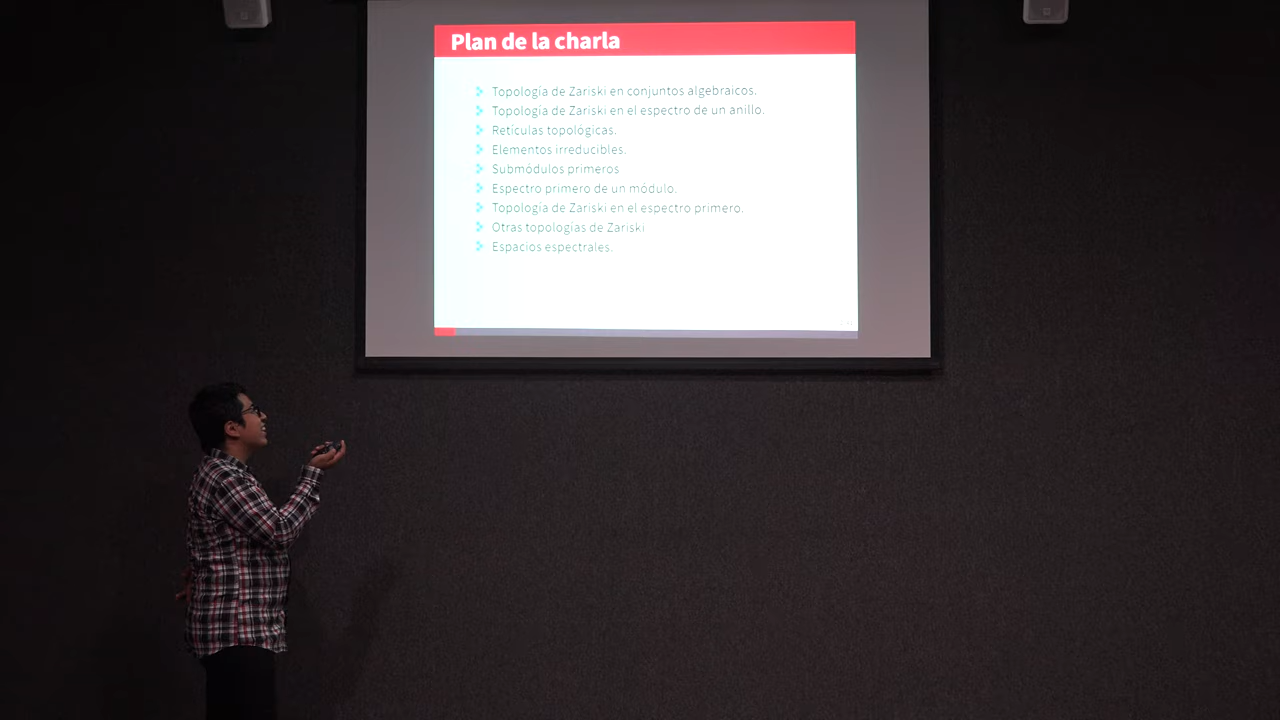 Plan de la charla
Topología de Zariski en conjuntos algebraicos.
Topología de Zariski en el espectro de un anillo.
Retículas topológicas.
Elementos irreducibles.
Submódulos primeros
Espectro primero de un módulo.
Topología de Zariski en el espectro primero.
Otras topologías de Zariski
Espacios espectrales.